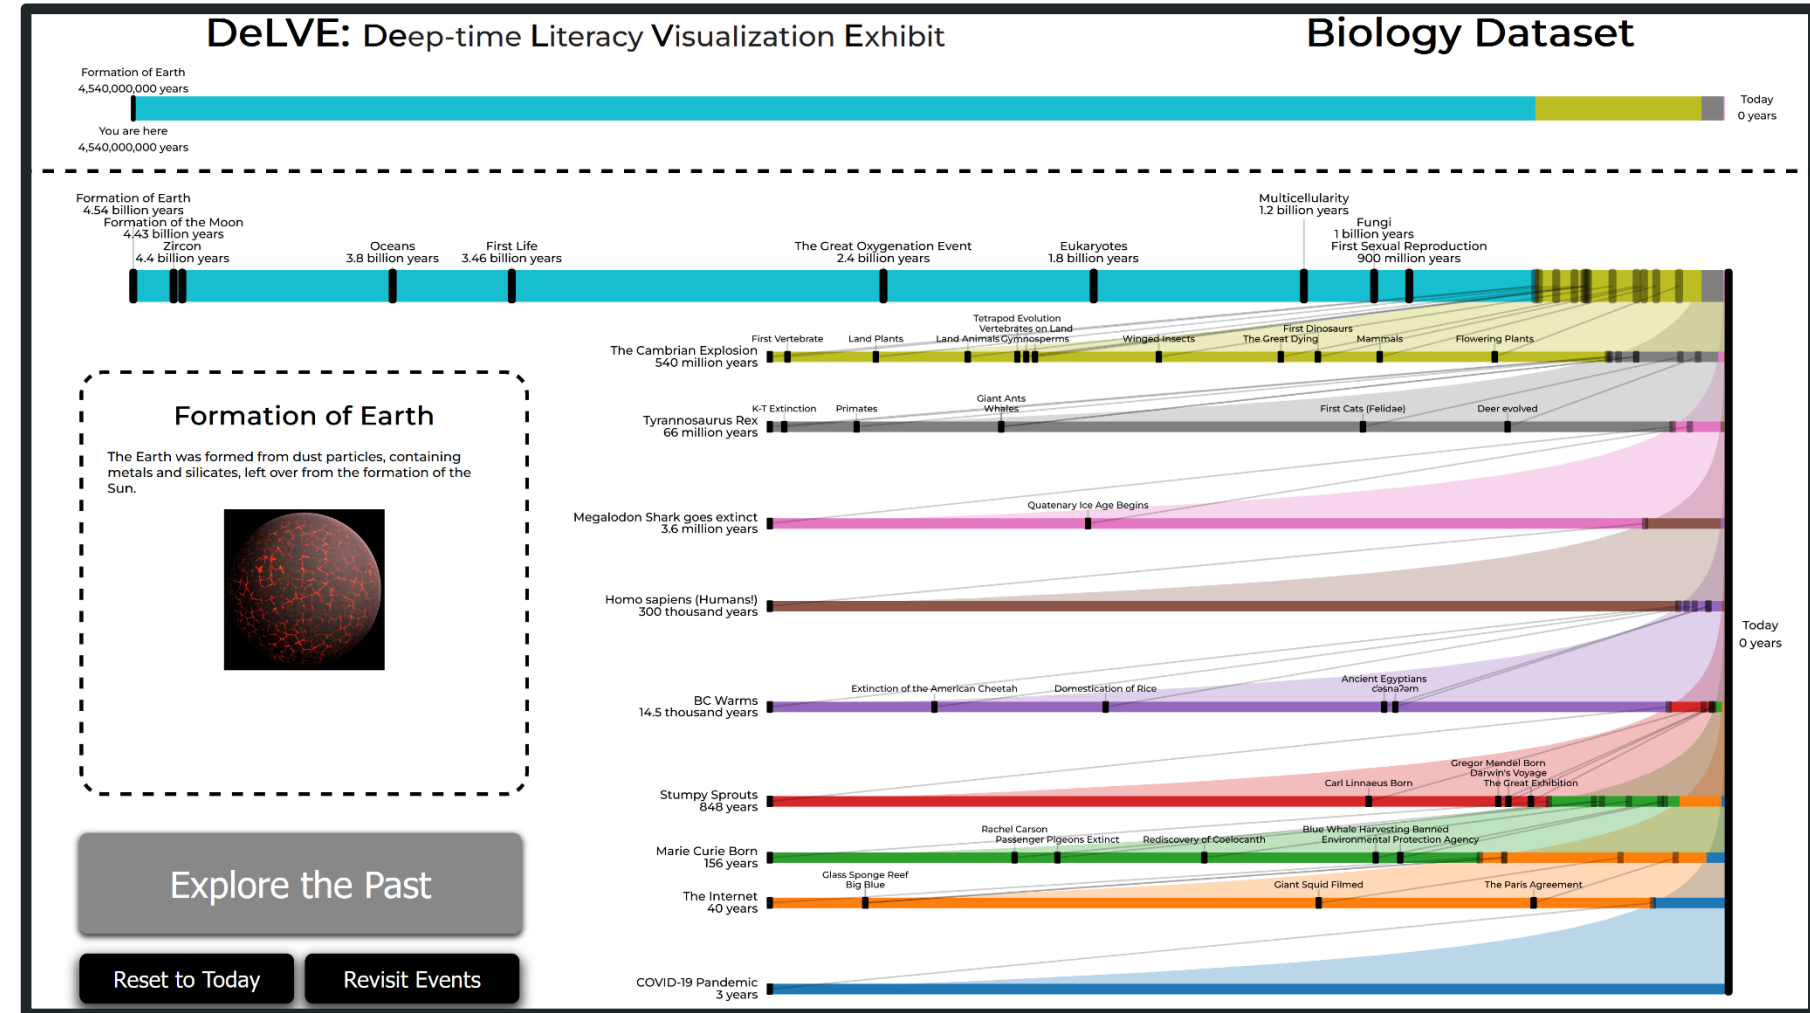 DeLVE: Deep-time Literacy Visualization Exhibit
Biology Dataset
Formation of Earth
4,540,000,000 years
You are here
4,540,000,000 years
Today
0 years
Formation of Earth
4.54 billion years
Formation of the Moon
4.43 billion years
Zircon
4.4 billion years
Oceans
3.8 billion years
First Life
3.46 billion years
The Great Oxygenation Event
2.4 billion years
Eukaryotes
1.8 billion years
Multicellularity
1.2 billion years
Fungi
1 billion years
First Sexual Reproduction
900 million years
The Cambrian Explosion
540 million years
First Vertebrate
Land Plants
Land Animals
Tetrapod Evolution
Vertebrates on Land
Gymnosperms
Winged Insects
The Great Dying
First Dinosaurs
Mammals
Flowering Plants
Tyrannosaurus Rex
66 million years
K-T Extinction
Primates
Giant Ants
Whales
First Cats (Felidae)
Deer evolved
Megalodon Shark goes extinct
3.6 million years
Quatenary Ice Age Begins
Homo sapiens (Humans!)
300 thousand years
BC Warms
14.5 thousand years
Extinction of the American Cheetah
Domestication of Rice
Ancient Egyptians
c̓əsnaʔəm
Stumpy Sprouts
848 years
Carl Linnaeus Born
Gregor Mendel Born
Darwin's Voyage
The Great Exhibition
Marie Curie Born
156 years
Rachel Carson
Passenger Pigeons Extinct
Rediscovery of Coelocanth
Blue Whale Harvesting Banned
Environmental Protection Agency
The Internet
40 years
Glass Sponge Reef
Big Blue
Giant Squid Filmed
The Paris Agreement
COVID-19 Pandemic
3 years
Today
0 years
Formation of Earth
The Earth was formed from dust particles, containing
metals and silicates, left over from the formation of the
Sun.
Explore the Past
Reset to Today
Revisit Events